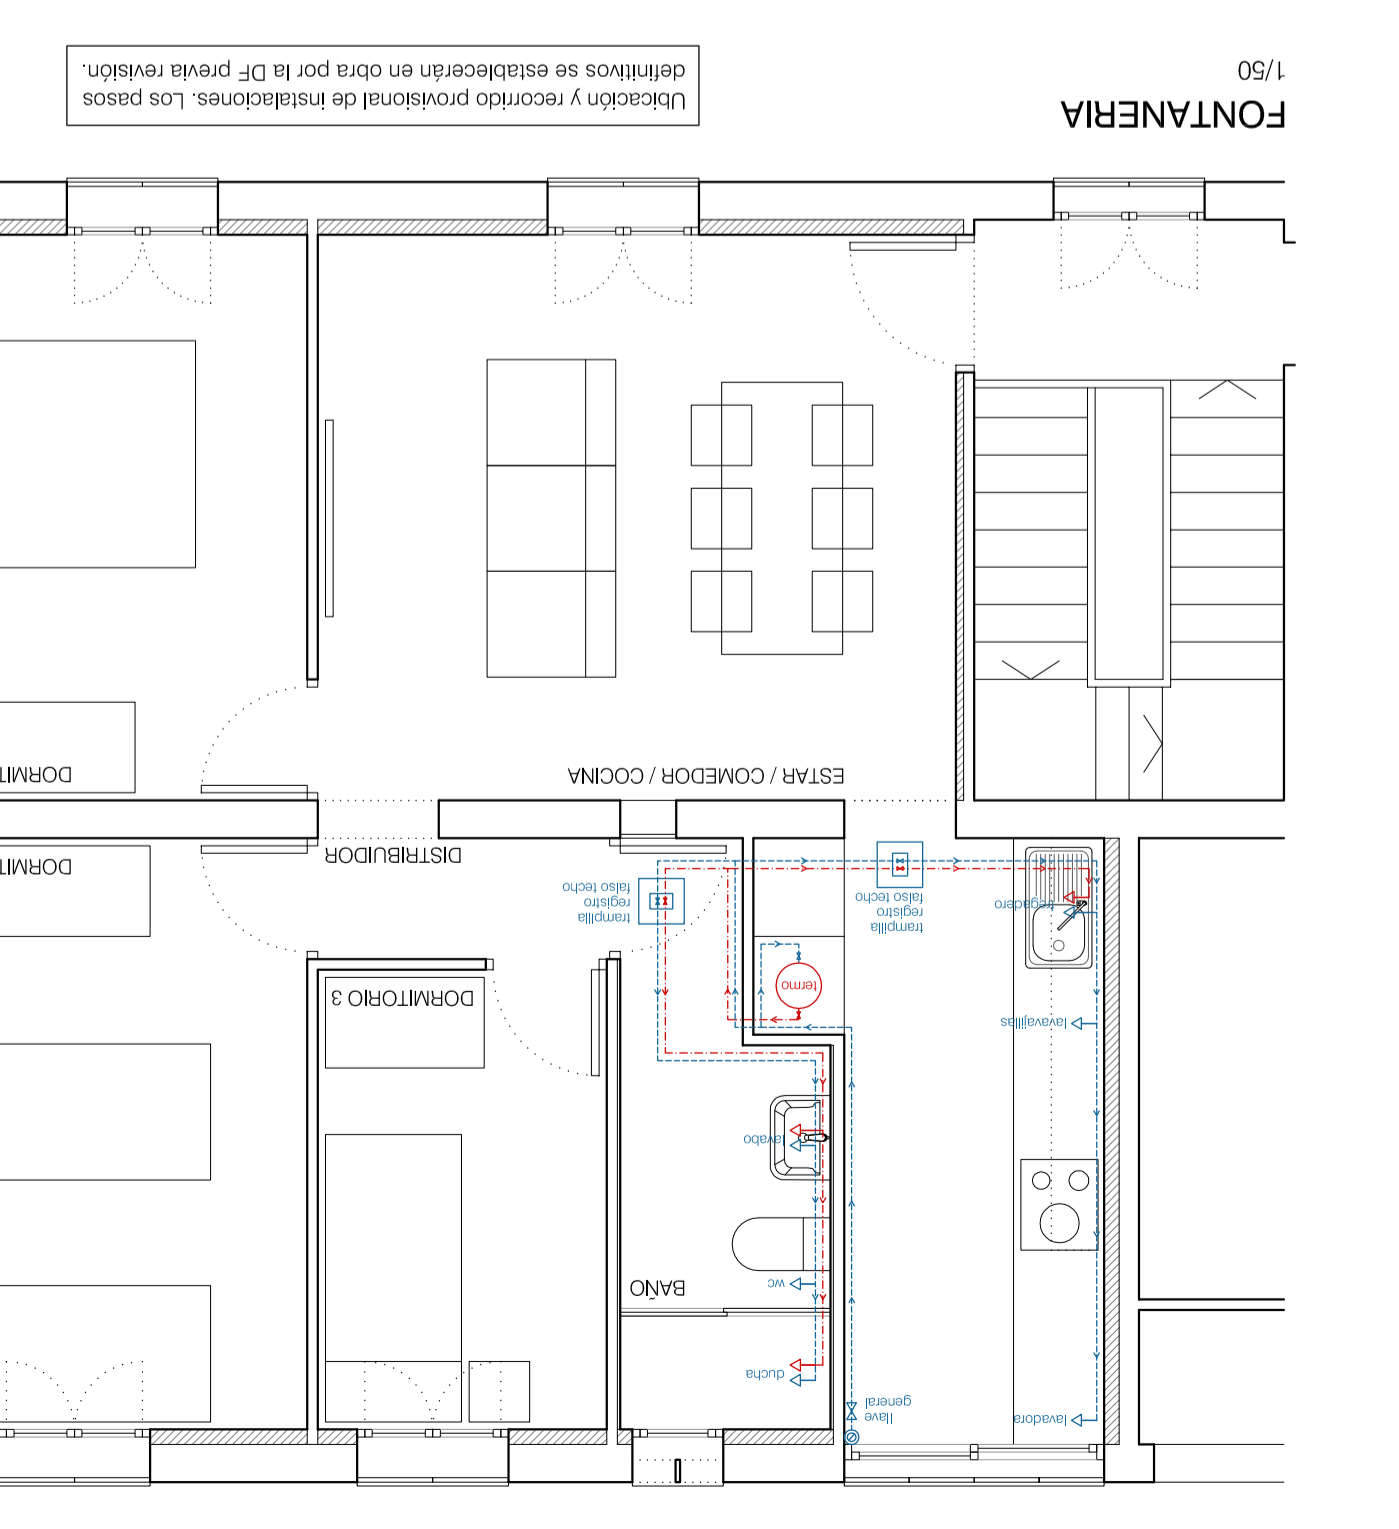 lavadora
llave
general
ducha
wc
BAÑO
lavabo
lavavajillas
termo
DORMITORIO 3
fregadero
trampilla
registro
falso techo
trampilla
registro
falso techo
DISTRIBUIDOR
DORMIT
ESTAR / COMEDOR / COCINA
DORMIT
FONTANERIA
1/50
Ubicación y recorrido provisional de instalaciones. Los pasos
definitivos se establecerán en obra por la DF previa revisión.